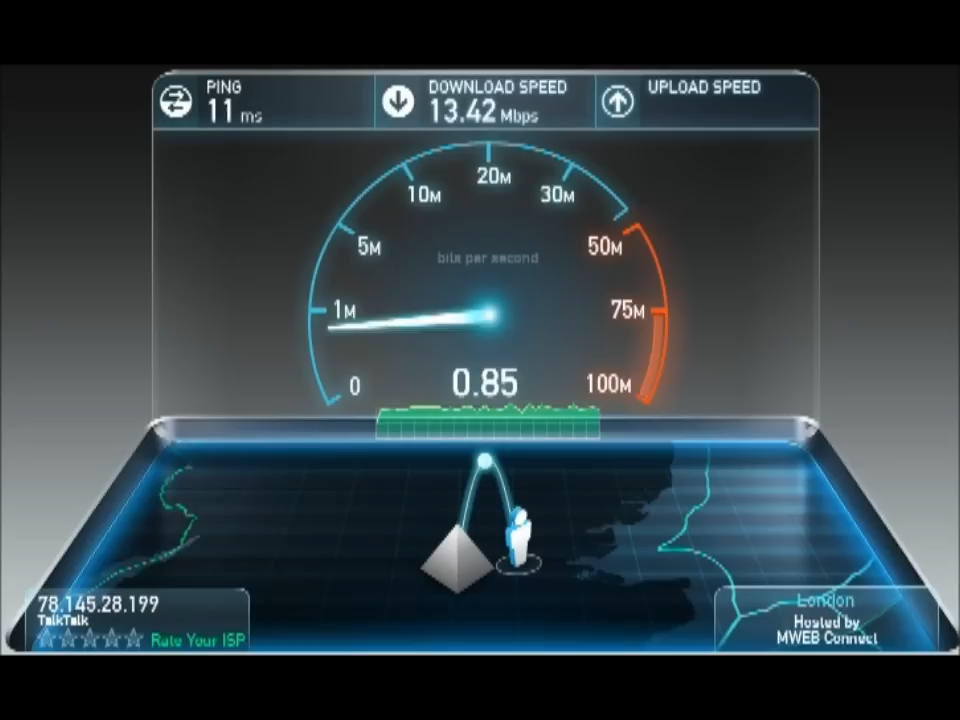 PING
11 ms
DOWNLOAD SPEED
13.42 Mbps
UPLOAD SPEED
20M
10M
30M
5M
50M
bits per second
1M
75M
0
0.85
100M
78.145.28.199
TalkTalk
Rate Your ISP
London
Hosted by
MWEB Connect